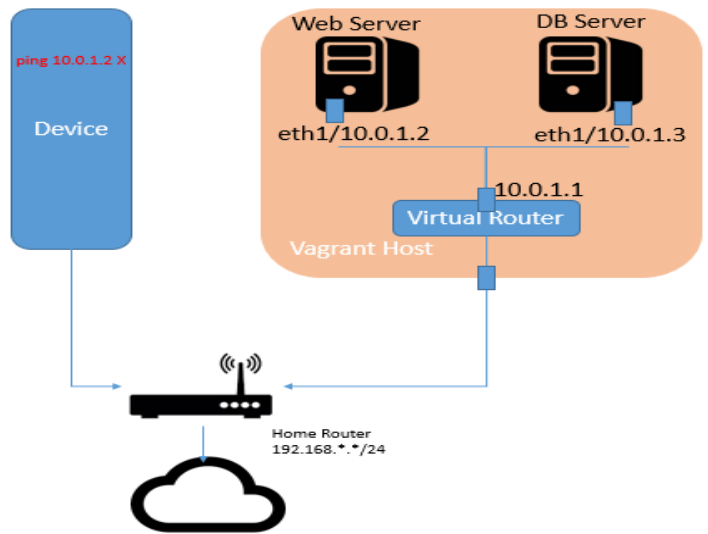 Web Server
DB Server
ping 10.0.1.2 X
Device
eth1/10.0.1.2
eth1/10.0.1.3
10.0.1.1
Virtual Router
Vagrant Host
Home Router
192.168.*.*/24